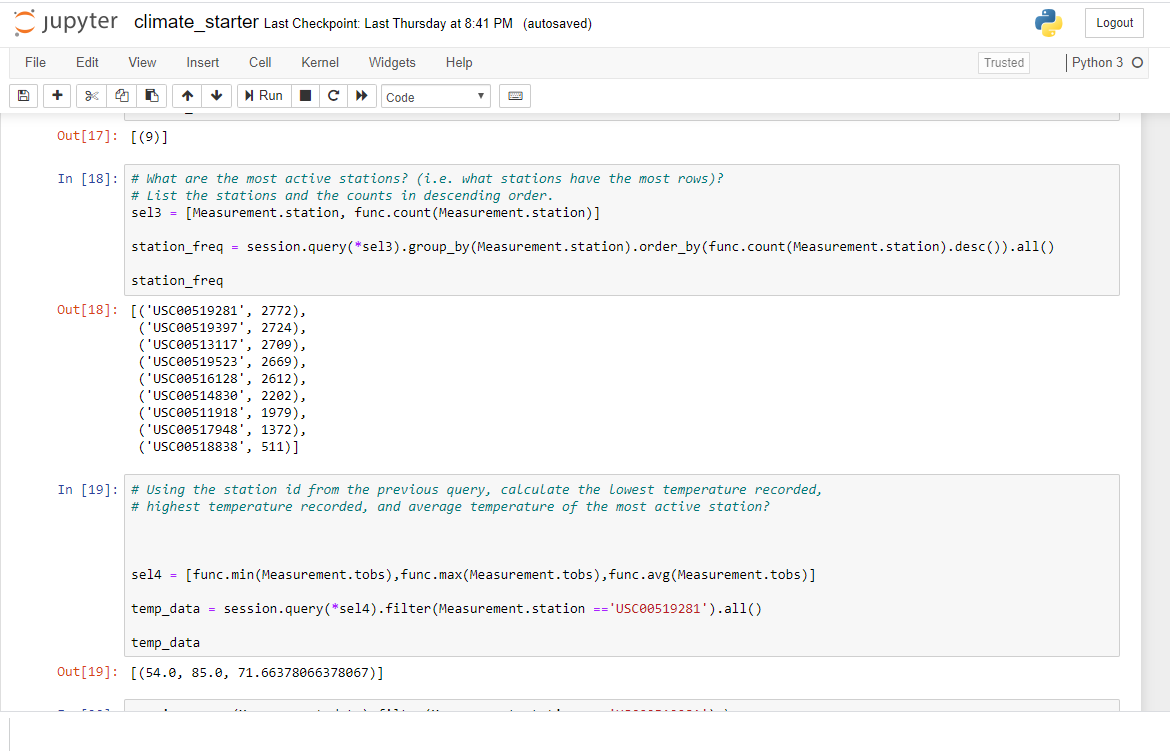 jupyter climate_starter Last Checkpoint: Last Thursday at 8:41 PM (autosaved)
Logout
File Edit View Insert Cell Kernel Widgets Help
Trusted
Python 3
Run
Code
Out[17]: [(9)]
In [18]: # What are the most active stations? (i.e. what stations have the most rows)?
# List the stations and the counts in descending order.
sel3 = [Measurement.station, func.count(Measurement.station)]
station_freq = session.query(*sel3).group_by(Measurement.station).order_by(func.count(Measurement.station).desc()).all()
station_freq
Out[18]: [('USC00519281', 2772),
('USC00519397', 2724),
('USC00513117', 2709),
('USC00519523', 2669),
('USC00516128', 2612),
('USC00514830', 2202),
('USC00511918', 1979),
('USC00517948', 1372),
('USC00518838', 511)]
In [19]: # Using the station id from the previous query, calculate the lowest temperature recorded,
# highest temperature recorded, and average temperature of the most active station?
sel4 = [func.min(Measurement.tobs),func.max(Measurement.tobs),func.avg(Measurement.tobs)]
temp_data = session.query(*sel4).filter(Measurement.station =='USC00519281').all()
temp_data
Out[19]: [(54.0, 85.0, 71.66378066378067)]